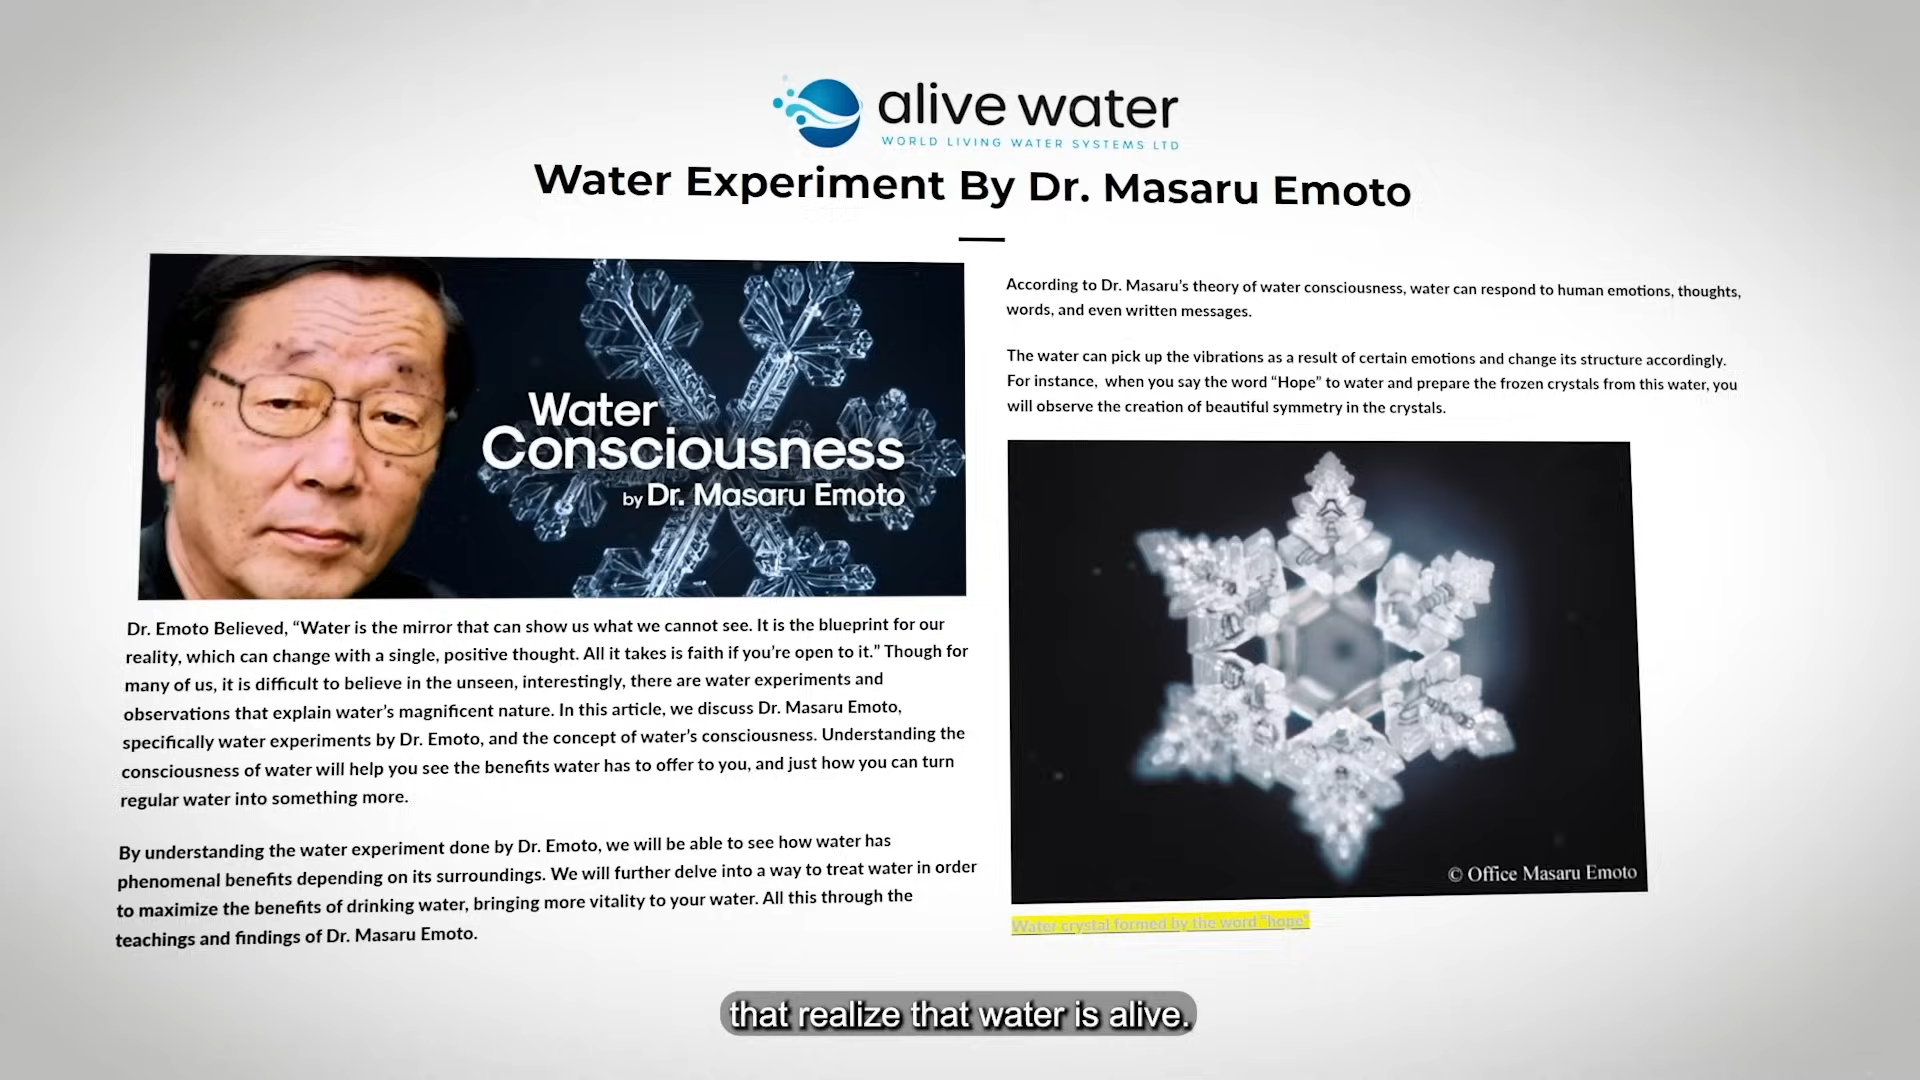 alive water
WORLD LIVING WATER SYSTEMS LTD
Water Experiment By Dr. Masaru Emoto
Water
Consciousness
by Dr. Masaru Emoto
Dr. Emoto Believed, “Water is the mirror that can show us what we cannot see. It is the blueprint for our
reality, which can change with a single, positive thought. All it takes is faith if you’re open to it.” Though for
many of us, it is difficult to believe in the unseen, interestingly, there are water experiments and
observations that explain water’s magnificent nature. In this article, we discuss Dr. Masaru Emoto,
specifically water experiments by Dr. Emoto, and the concept of water’s consciousness. Understanding the
consciousness of water will help you see the benefits water has to offer to you, and just how you can turn
regular water into something more.
By understanding the water experiment done by Dr. Emoto, we will be able to see how water has
phenomenal benefits depending on its surroundings. We will further delve into a way to treat water in order
to maximize the benefits of drinking water, bringing more vitality to your water. All this through the
teachings and findings of Dr. Masaru Emoto.
According to Dr. Masaru’s theory of water consciousness, water can respond to human emotions, thoughts,
words, and even written messages.
The water can pick up the vibrations as a result of certain emotions and change its structure accordingly.
For instance, when you say the word “Hope” to water and prepare the frozen crystals from this water, you
will observe the creation of beautiful symmetry in the crystals.
© Office Masaru Emoto
Water crystal formed by the word “hope”
that realize that water is alive.